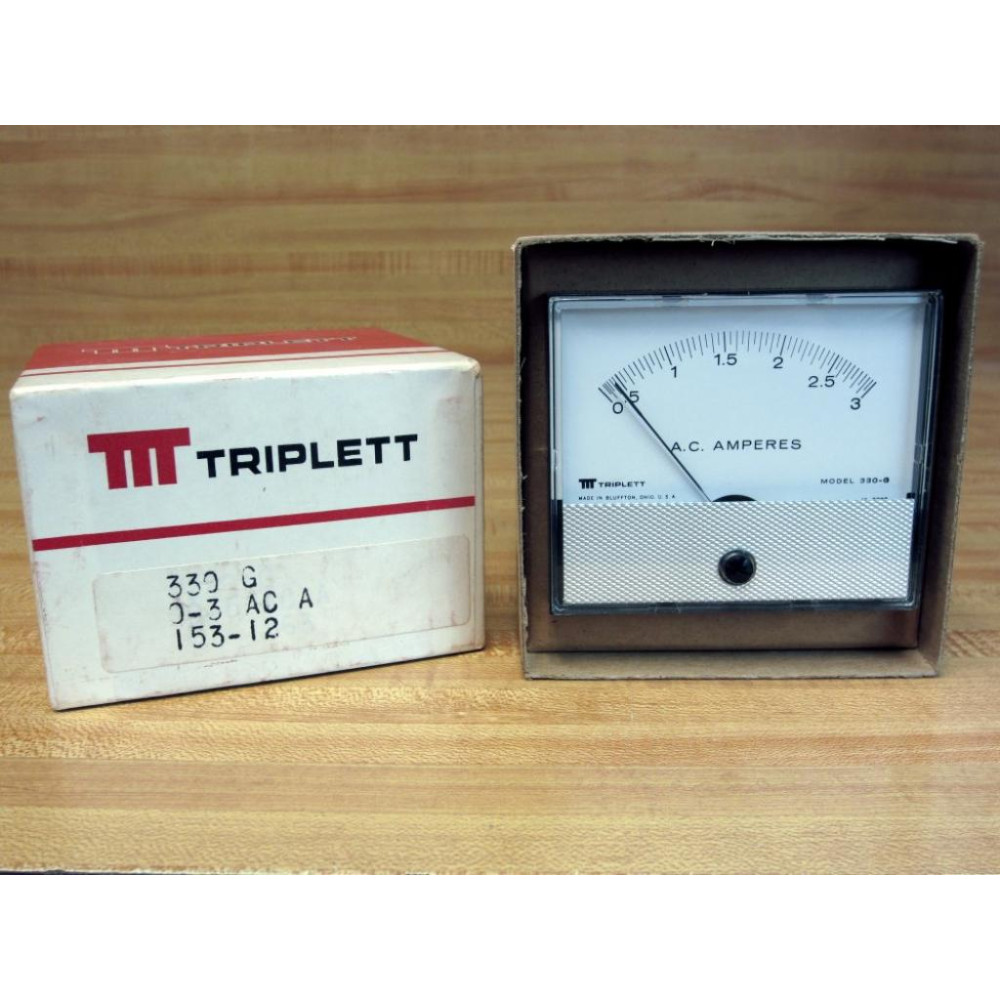 TRIPLETT
TRIPLETT
330 G
0-3 AC A
153-12
0 .5 1 1.5 2 2.5 3
A.C. AMPERES
TRIPLETT
MODEL 330-G
MADE IN BLUFFTON, OHIO, U.S.A.